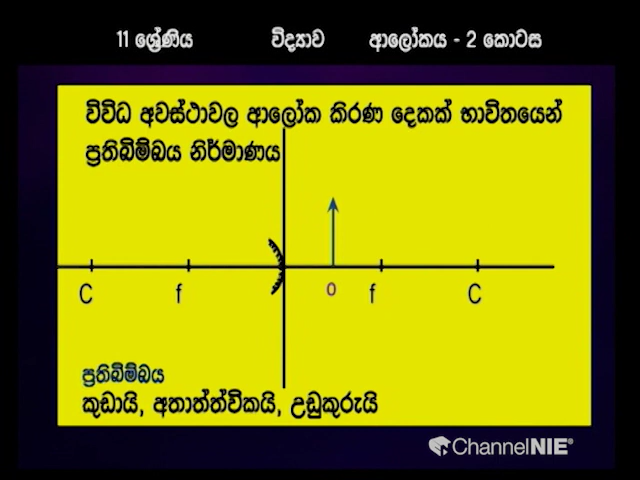 11 ශ්‍රේණිය විද්‍යාව ආලෝකය - 2 කොටස
විවිධ අවස්ථාවල ආලෝක කිරණ දෙකක් භාවිතයෙන්
ප්‍රතිබිම්බය නිර්මාණය
C f o f C
ප්‍රතිබිම්බය
කුඩායි, අතාත්ත්විකයි, උඩුකුරුයි
ChannelNIE®